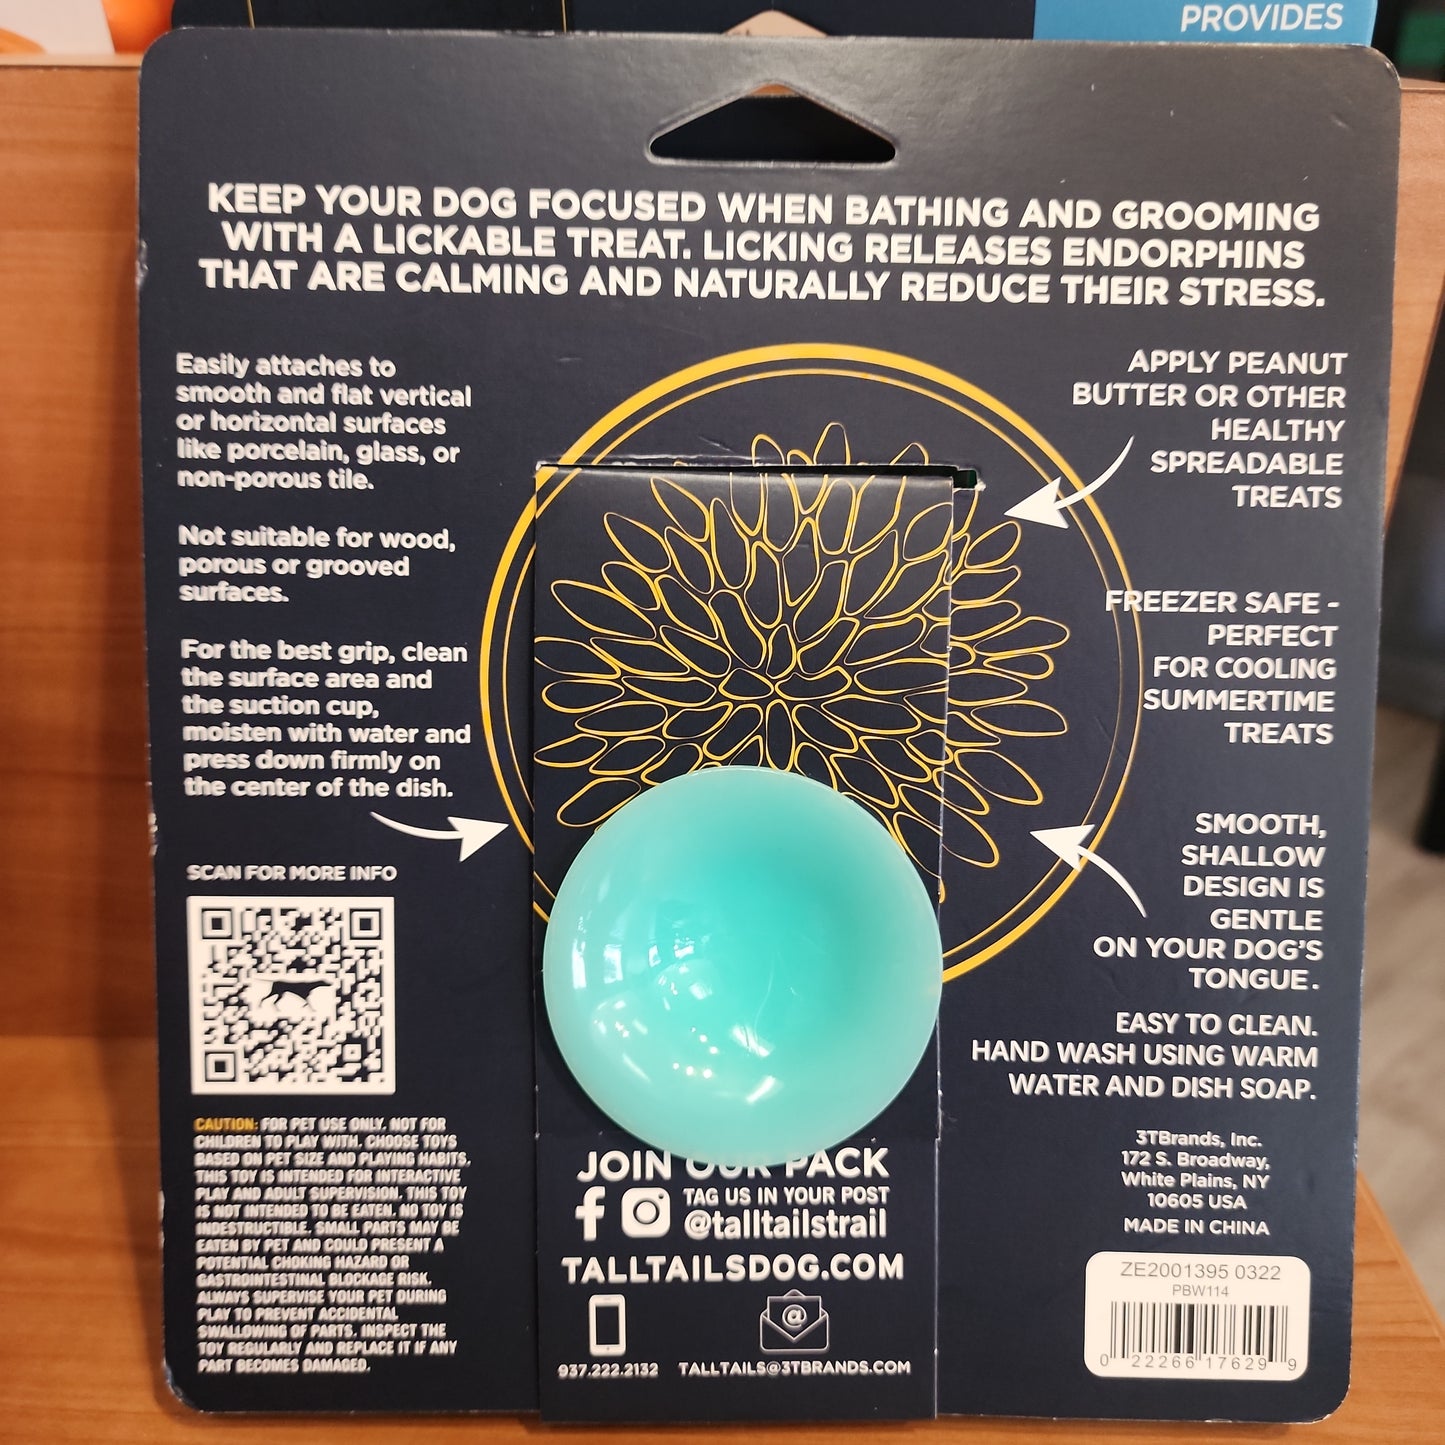 PROVIDES
KEEP YOUR DOG FOCUSED WHEN BATHING AND GROOMING
WITH A LICKABLE TREAT. LICKING RELEASES ENDORPHINS
THAT ARE CALMING AND NATURALLY REDUCE THEIR STRESS.
Easily attaches to
smooth and flat vertical
or horizontal surfaces
like porcelain, glass, or
non-porous tile.
Not suitable for wood,
porous or grooved
surfaces.
For the best grip, clean
the surface area and
the suction cup,
moisten with water and
press down firmly on
the center of the dish.
SCAN FOR MORE INFO
CAUTION: FOR PET USE ONLY. NOT FOR
CHILDREN TO PLAY WITH. CHOOSE TOYS
BASED ON PET SIZE AND PLAYING HABITS.
THIS TOY IS INTENDED FOR INTERACTIVE
PLAY AND ADULT SUPERVISION. THIS TOY
IS NOT INTENDED TO BE EATEN. NO TOY IS
INDESTRUCTIBLE. SMALL PARTS MAY BE
EATEN BY PET AND COULD PRESENT A
POTENTIAL CHOKING HAZARD OR
GASTROINTESTINAL BLOCKAGE RISK.
ALWAYS SUPERVISE YOUR PET DURING
PLAY TO PREVENT ACCIDENTAL
SWALLOWING OF PARTS. INSPECT THE
TOY REGULARLY AND REPLACE IT IF ANY
PART BECOMES DAMAGED.
APPLY PEANUT
BUTTER OR OTHER
HEALTHY
SPREADABLE
TREATS
FREEZER SAFE -
PERFECT
FOR COOLING
SUMMERTIME
TREATS
SMOOTH,
SHALLOW
DESIGN IS
GENTLE
ON YOUR DOG'S
TONGUE.
EASY TO CLEAN.
HAND WASH USING WARM
WATER AND DISH SOAP.
JOIN OUR PACK
TAG US IN YOUR POST
@talltailstrail
TALLTAILSDOG.COM
937.222.2132
TALLTAILS@3TBRANDS.COM
3TBrands, Inc.
172 S. Broadway,
White Plains, NY
10605 USA
MADE IN CHINA
ZE2001395 0322
PBW114
0 22266 17629 9